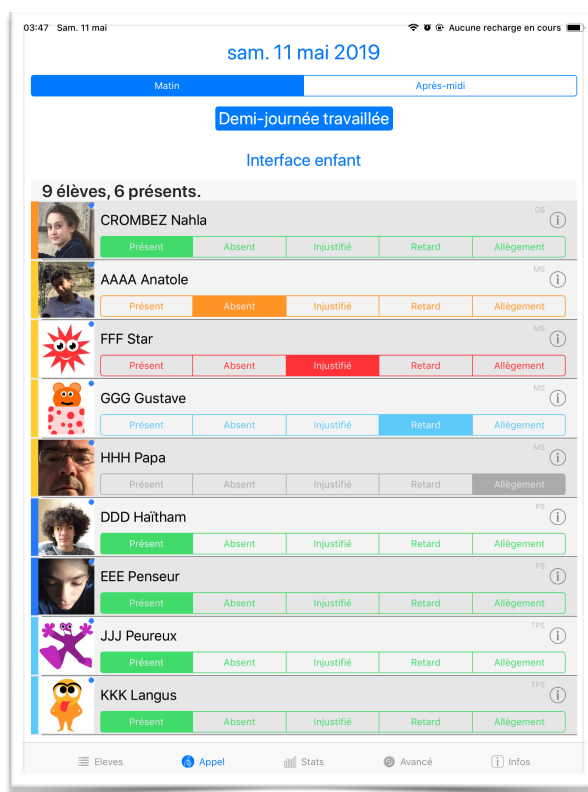 03:47 Sam. 11 mai Aucune recharge en cours
sam. 11 mai 2019
Matin Après-midi
Demi-journée travaillée
Interface enfant
9 élèves, 6 présents.
GS
CROMBEZ Nahla
Présent Absent Injustifié Retard Allègement
MS
AAAA Anatole
Présent Absent Injustifié Retard Allègement
MS
FFF Star
Présent Absent Injustifié Retard Allègement
MS
GGG Gustave
Présent Absent Injustifié Retard Allègement
MS
HHH Papa
Présent Absent Injustifié Retard Allègement
PS
DDD Haïtham
Présent Absent Injustifié Retard Allègement
PS
EEE Penseur
Présent Absent Injustifié Retard Allègement
TPS
JJJ Peureux
Présent Absent Injustifié Retard Allègement
TPS
KKK Langus
Présent Absent Injustifié Retard Allègement
Eleves Appel Stats Avancé Infos